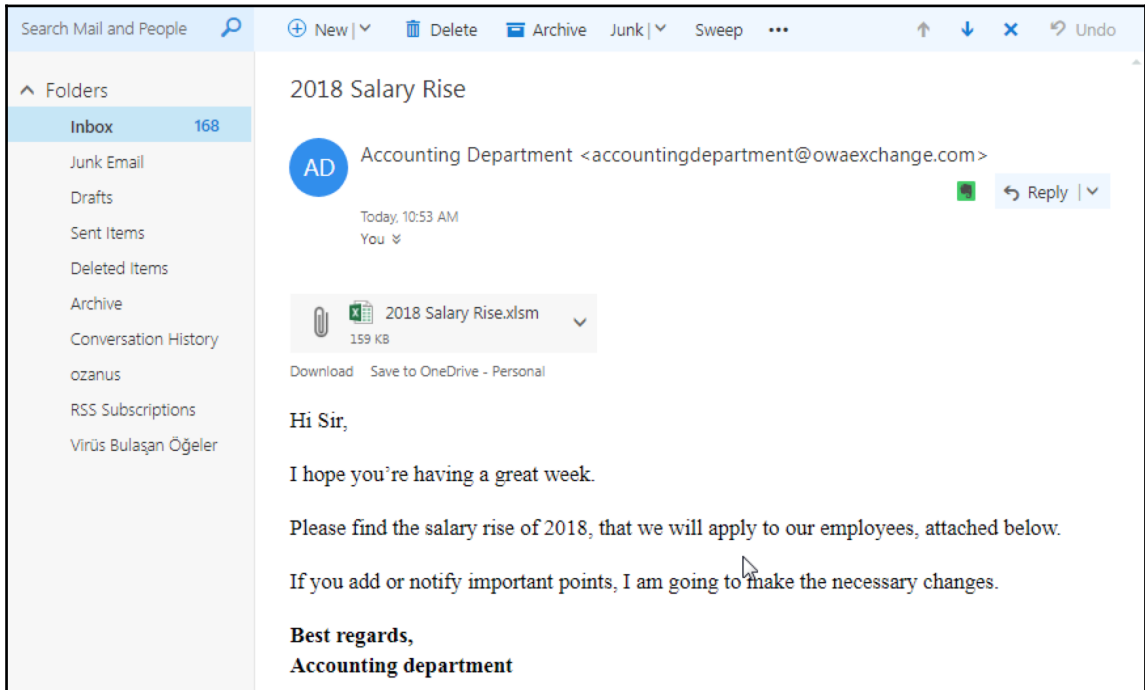 Search Mail and People
New | Delete Archive Junk | Sweep ... Undo
Folders
Inbox 168
Junk Email
Drafts
Sent Items
Deleted Items
Archive
Conversation History
ozanus
RSS Subscriptions
Virüs Bulaşan Öğeler
2018 Salary Rise
AD
Accounting Department <accountingdepartment@owaexchange.com>
Reply |
Today, 10:53 AM
You
2018 Salary Rise.xlsm
159 KB
Download Save to OneDrive - Personal
Hi Sir,
I hope you’re having a great week.
Please find the salary rise of 2018, that we will apply to our employees, attached below.
If you add or notify important points, I am going to make the necessary changes.
Best regards,
Accounting department